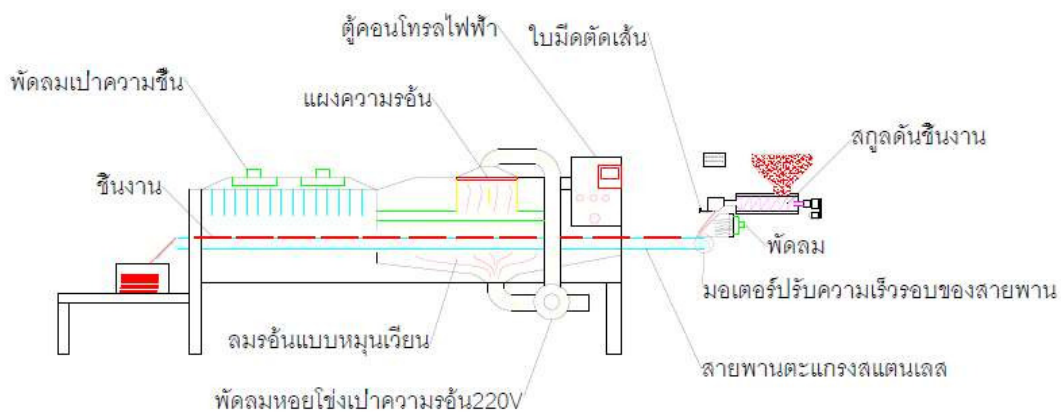 ตู้คอนโทรลไฟฟ้า
ใบมีดตัดเส้น
พัดลมเป่าความชื้น
แผงความร้อน
สกูลดันชิ้นงาน
ชิ้นงาน
พัดลม
มอเตอร์ปรับความเร็วรอบของสายพาน
ลมร้อนแบบหมุนเวียน
สายพานตะแกรงสแตนเลส
พัดลมหอยโข่งเป่าความร้อน220V